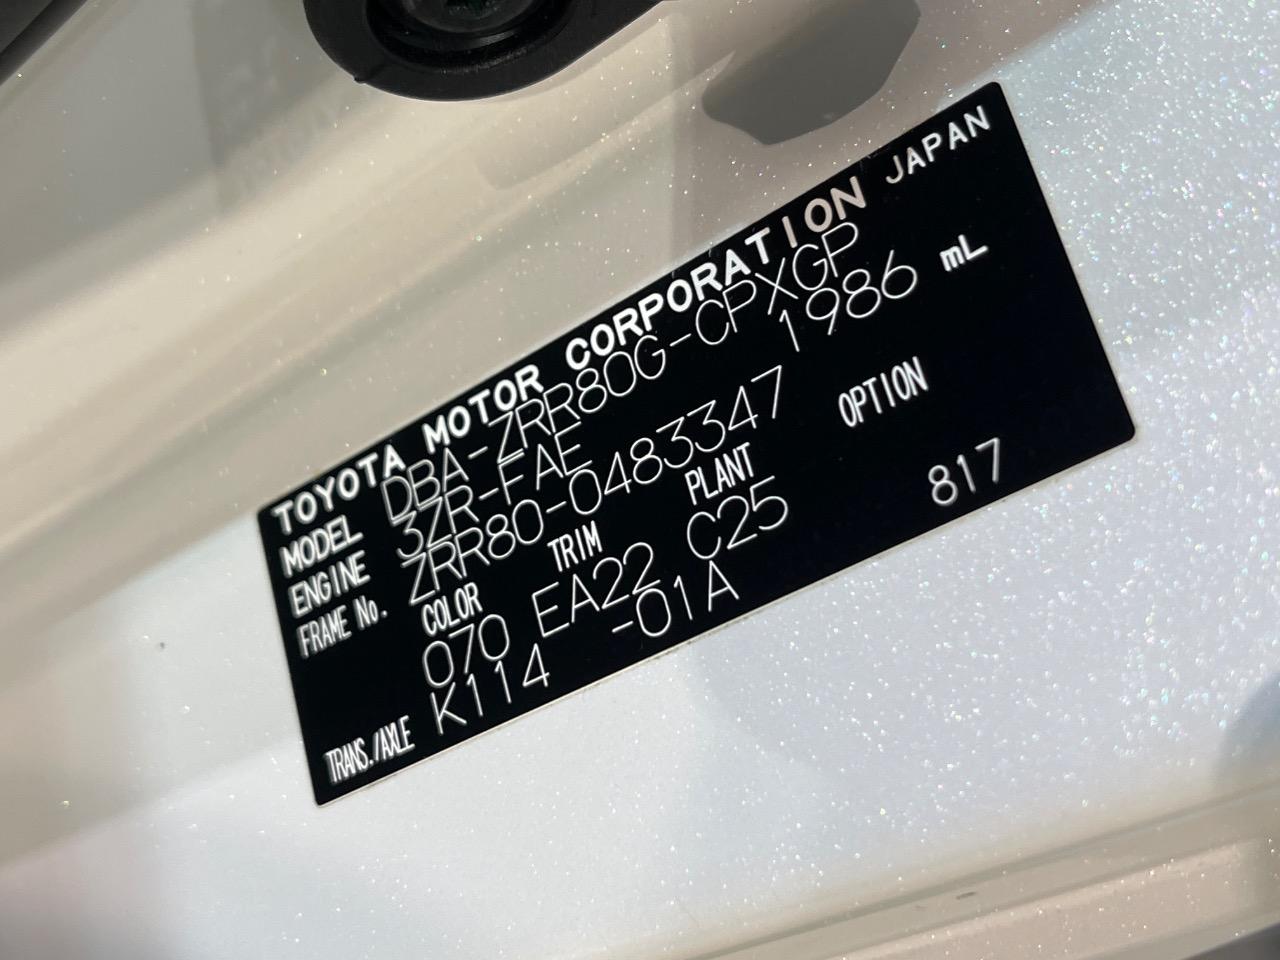 TOYOTA MOTOR CORPORATION JAPAN
MODEL DBA-ZRR80G-CPXGP
ENGINE 3ZR-FAE 1986 mL
FRAME No. ZRR80-0483347
COLOR TRIM PLANT OPTION
070 EA22 C25 817
TRANS./AXLE K114 -01A